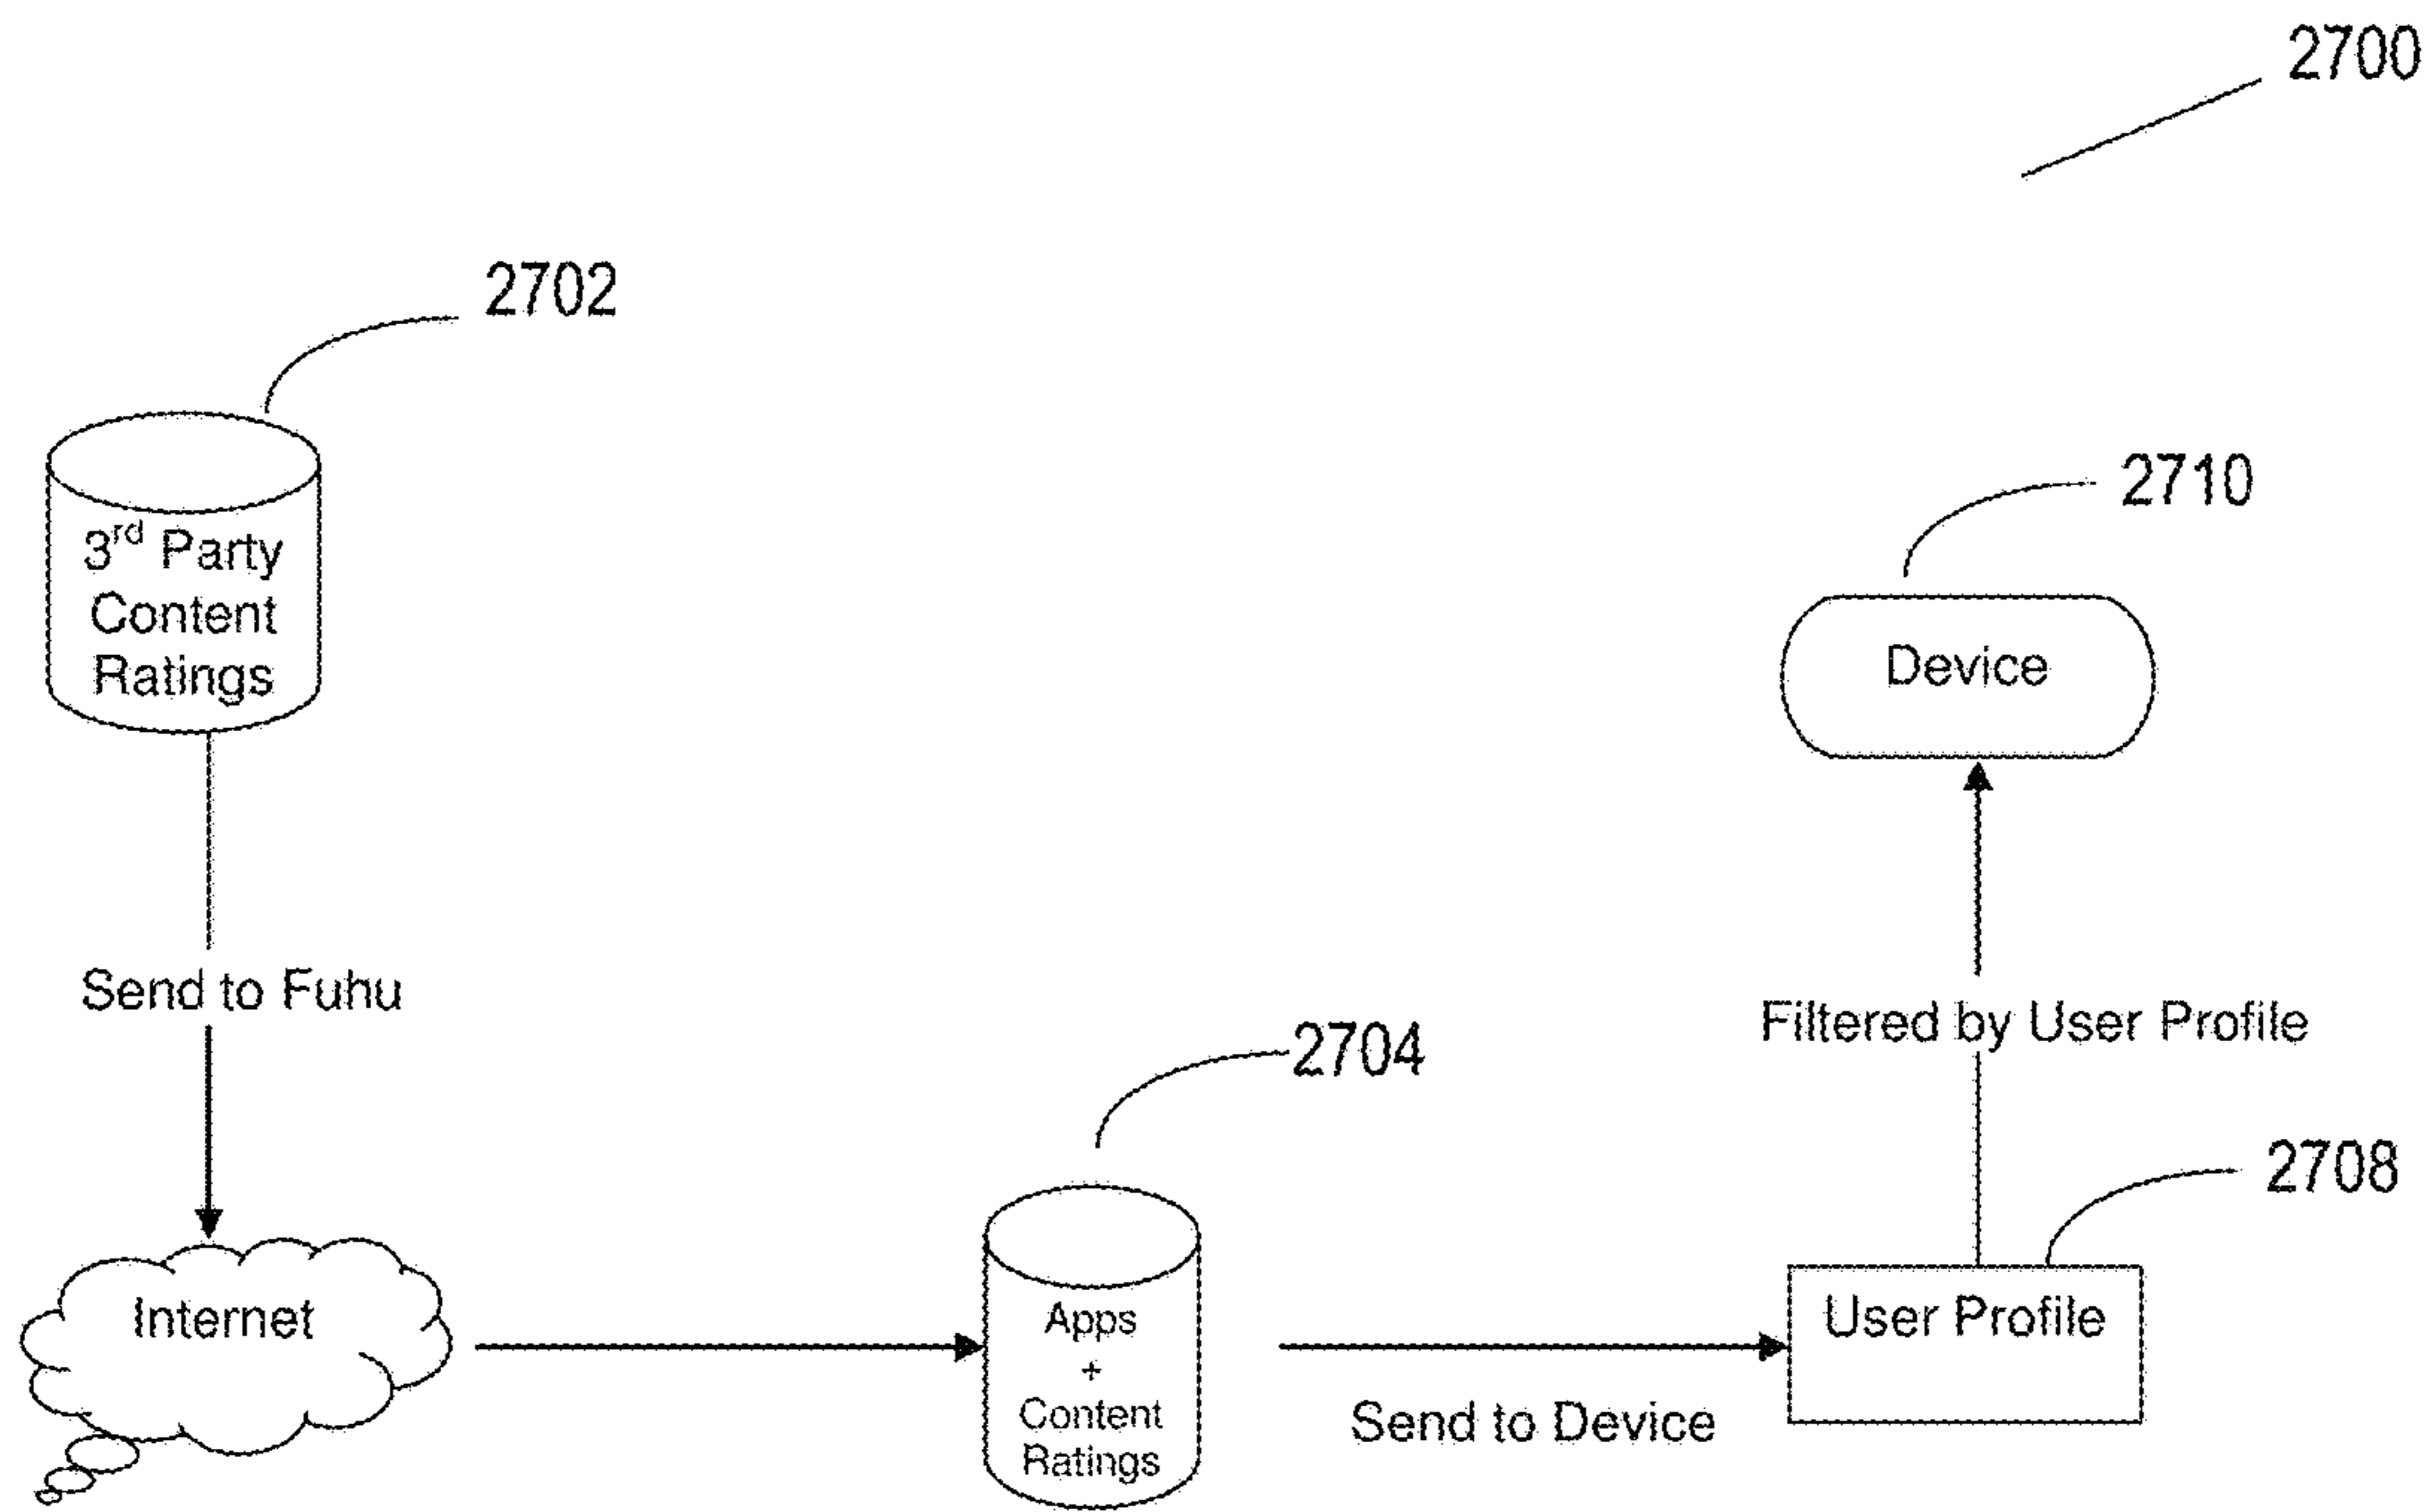 2700
2702
3rd Party
Content
Ratings
2710
Device
Send to Fuhu
Filtered by User Profile
2704
2708
Internet
Apps
+
Content
Ratings
User Profile
Send to Device